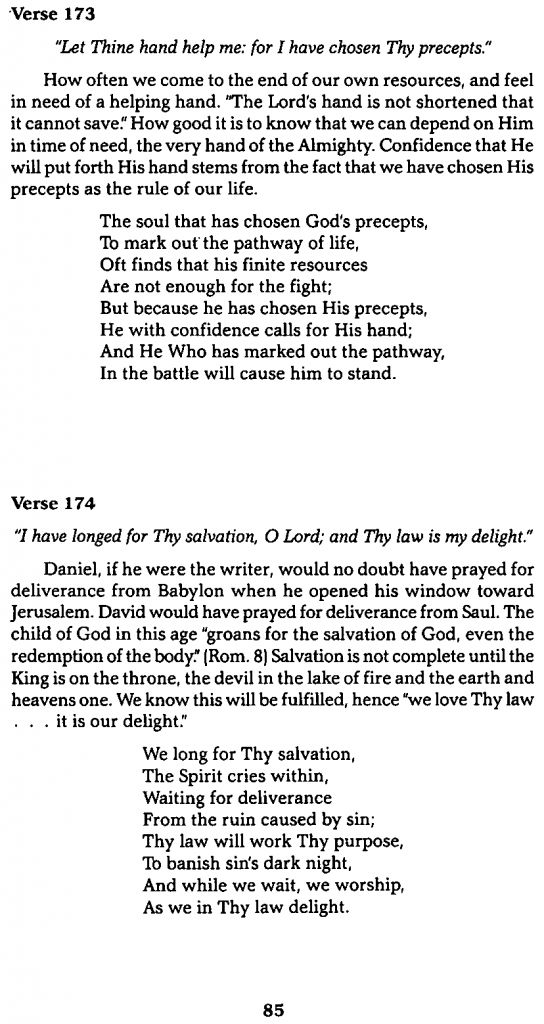 Verse 173
"Let Thine hand help me: for I have chosen Thy precepts."
How often we come to the end of our own resources, and feel
in need of a helping hand. "The Lord's hand is not shortened that
it cannot save." How good it is to know that we can depend on Him
in time of need, the very hand of the Almighty. Confidence that He
will put forth His hand stems from the fact that we have chosen His
precepts as the rule of our life.
The soul that has chosen God's precepts,
To mark out the pathway of life,
Oft finds that his finite resources
Are not enough for the fight;
But because he has chosen His precepts,
He with confidence calls for His hand;
And He Who has marked out the pathway,
In the battle will cause him to stand.
Verse 174
"I have longed for Thy salvation, O Lord; and Thy law is my delight."
Daniel, if he were the writer, would no doubt have prayed for
deliverance from Babylon when he opened his window toward
Jerusalem. David would have prayed for deliverance from Saul. The
child of God in this age "groans for the salvation of God, even the
redemption of the body." (Rom. 8) Salvation is not complete until the
King is on the throne, the devil in the lake of fire and the earth and
heavens one. We know this will be fulfilled, hence "we love Thy law
. . . it is our delight."
We long for Thy salvation,
The Spirit cries within,
Waiting for deliverance
From the ruin caused by sin;
Thy law will work Thy purpose,
To banish sin's dark night,
And while we wait, we worship,
As we in Thy law delight.
85